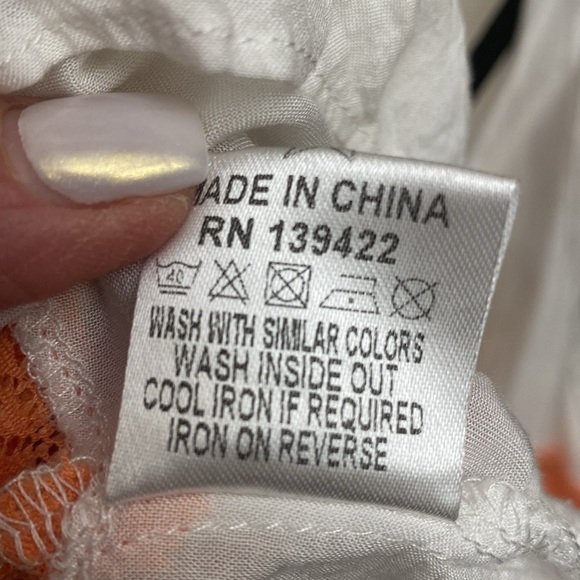 MADE IN CHINA
RN 139422
40
WASH WITH SIMILAR COLORS
WASH INSIDE OUT
COOL IRON IF REQUIRED
IRON ON REVERSE